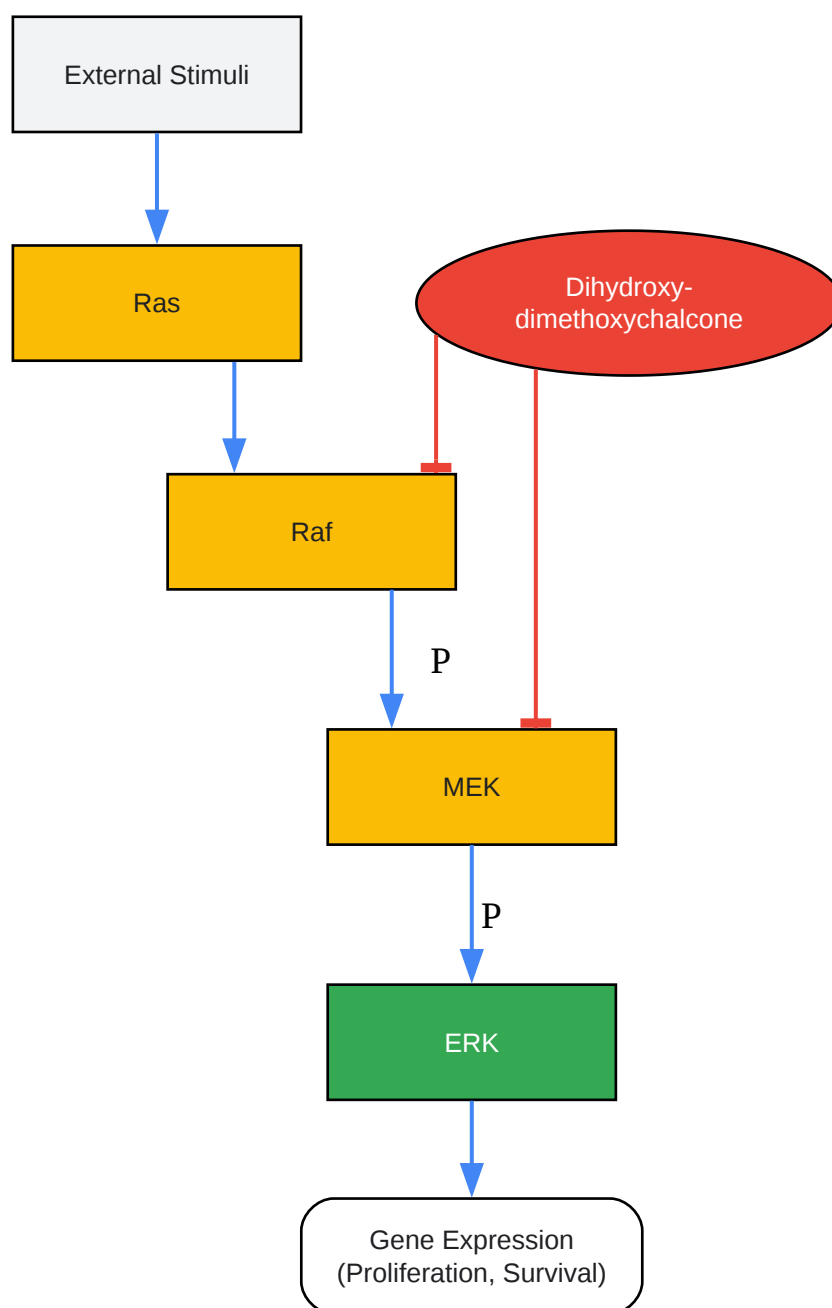 External Stimuli
Ras
Dihydroxy-
dimethoxychalcone
Raf
P
MEK
P
ERK
Gene Expression
(Proliferation, Survival)